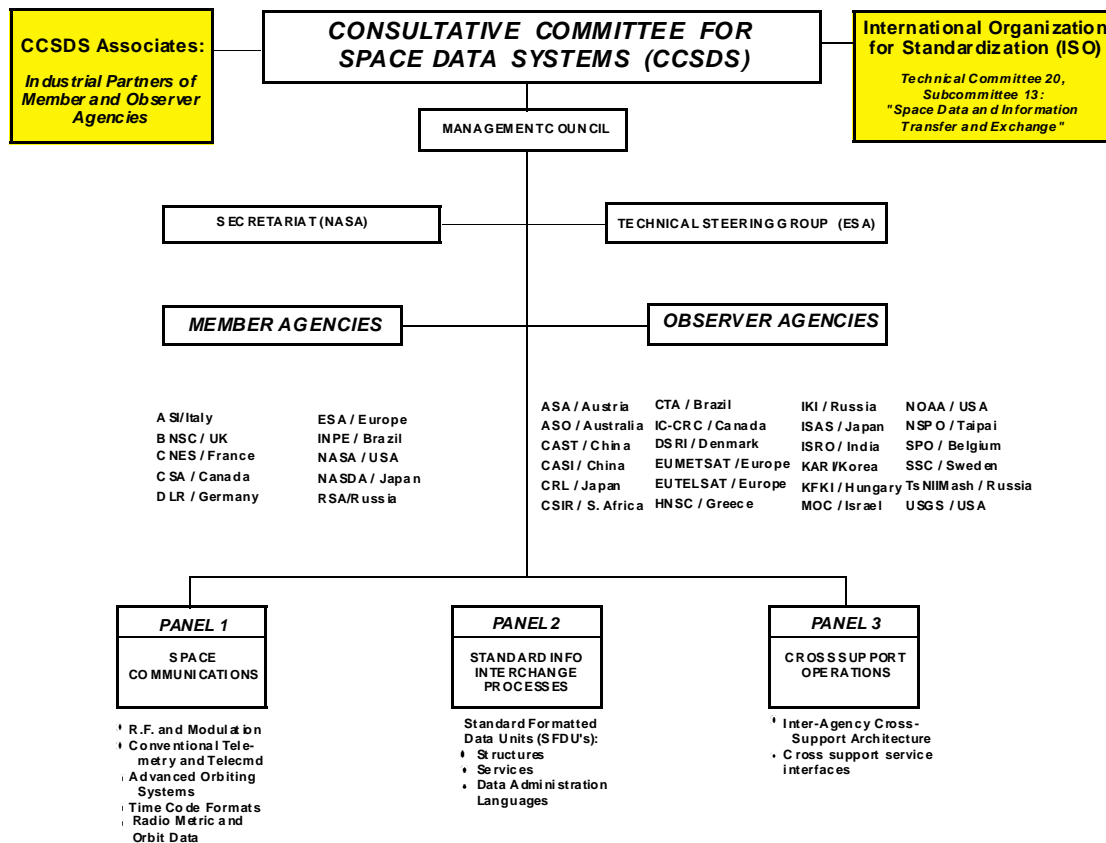 CCSDS Associates:
Industrial Partners of
Member and Observer
Agencies
CONSULTATIVE COMMITTEE FOR
SPACE DATA SYSTEMS (CCSDS)
International Organization
for Standardization (ISO)
Technical Committee 20,
Subcommittee 13:
"Space Data and Information
Transfer and Exchange"
MANAGEMENT COUNCIL
SECRETARIAT (NASA)
TECHNICAL STEERING GROUP (ESA)
MEMBER AGENCIES
OBSERVER AGENCIES
ASI/Italy
BNSC / UK
CNES / France
CSA / Canada
DLR / Germany
ESA / Europe
INPE / Brazil
NASA / USA
NASDA / Japan
RSA/Russia
ASA / Austria
ASO / Australia
CAST / China
CASI / China
CRL / Japan
CSIR / S. Africa
CTA / Brazil
IC-CRC / Canada
DSRI / Denmark
EUMETSAT / Europe
EUTELSAT / Europe
HNSC / Greece
IKI / Russia
ISAS / Japan
ISRO / India
KARI/Korea
KFKI / Hungary
MOC / Israel
NOAA / USA
NSPO / Taipai
SPO / Belgium
SSC / Sweden
TsNIIMash / Russia
USGS / USA
PANEL 1
SPACE
COMMUNICATIONS
R.F. and Modulation
Conventional Tele-
metry and Telecmd
Advanced Orbiting
Systems
Time Code Formats
Radio Metric and
Orbit Data
PANEL 2
STANDARD INFO
INTERCHANGE
PROCESSES
Standard Formatted
Data Units (SFDU's):
Structures
Services
Data Administration
Languages
PANEL 3
CROSS SUPPORT
OPERATIONS
Inter-Agency Cross-
Support Architecture
Cross support service
interfaces